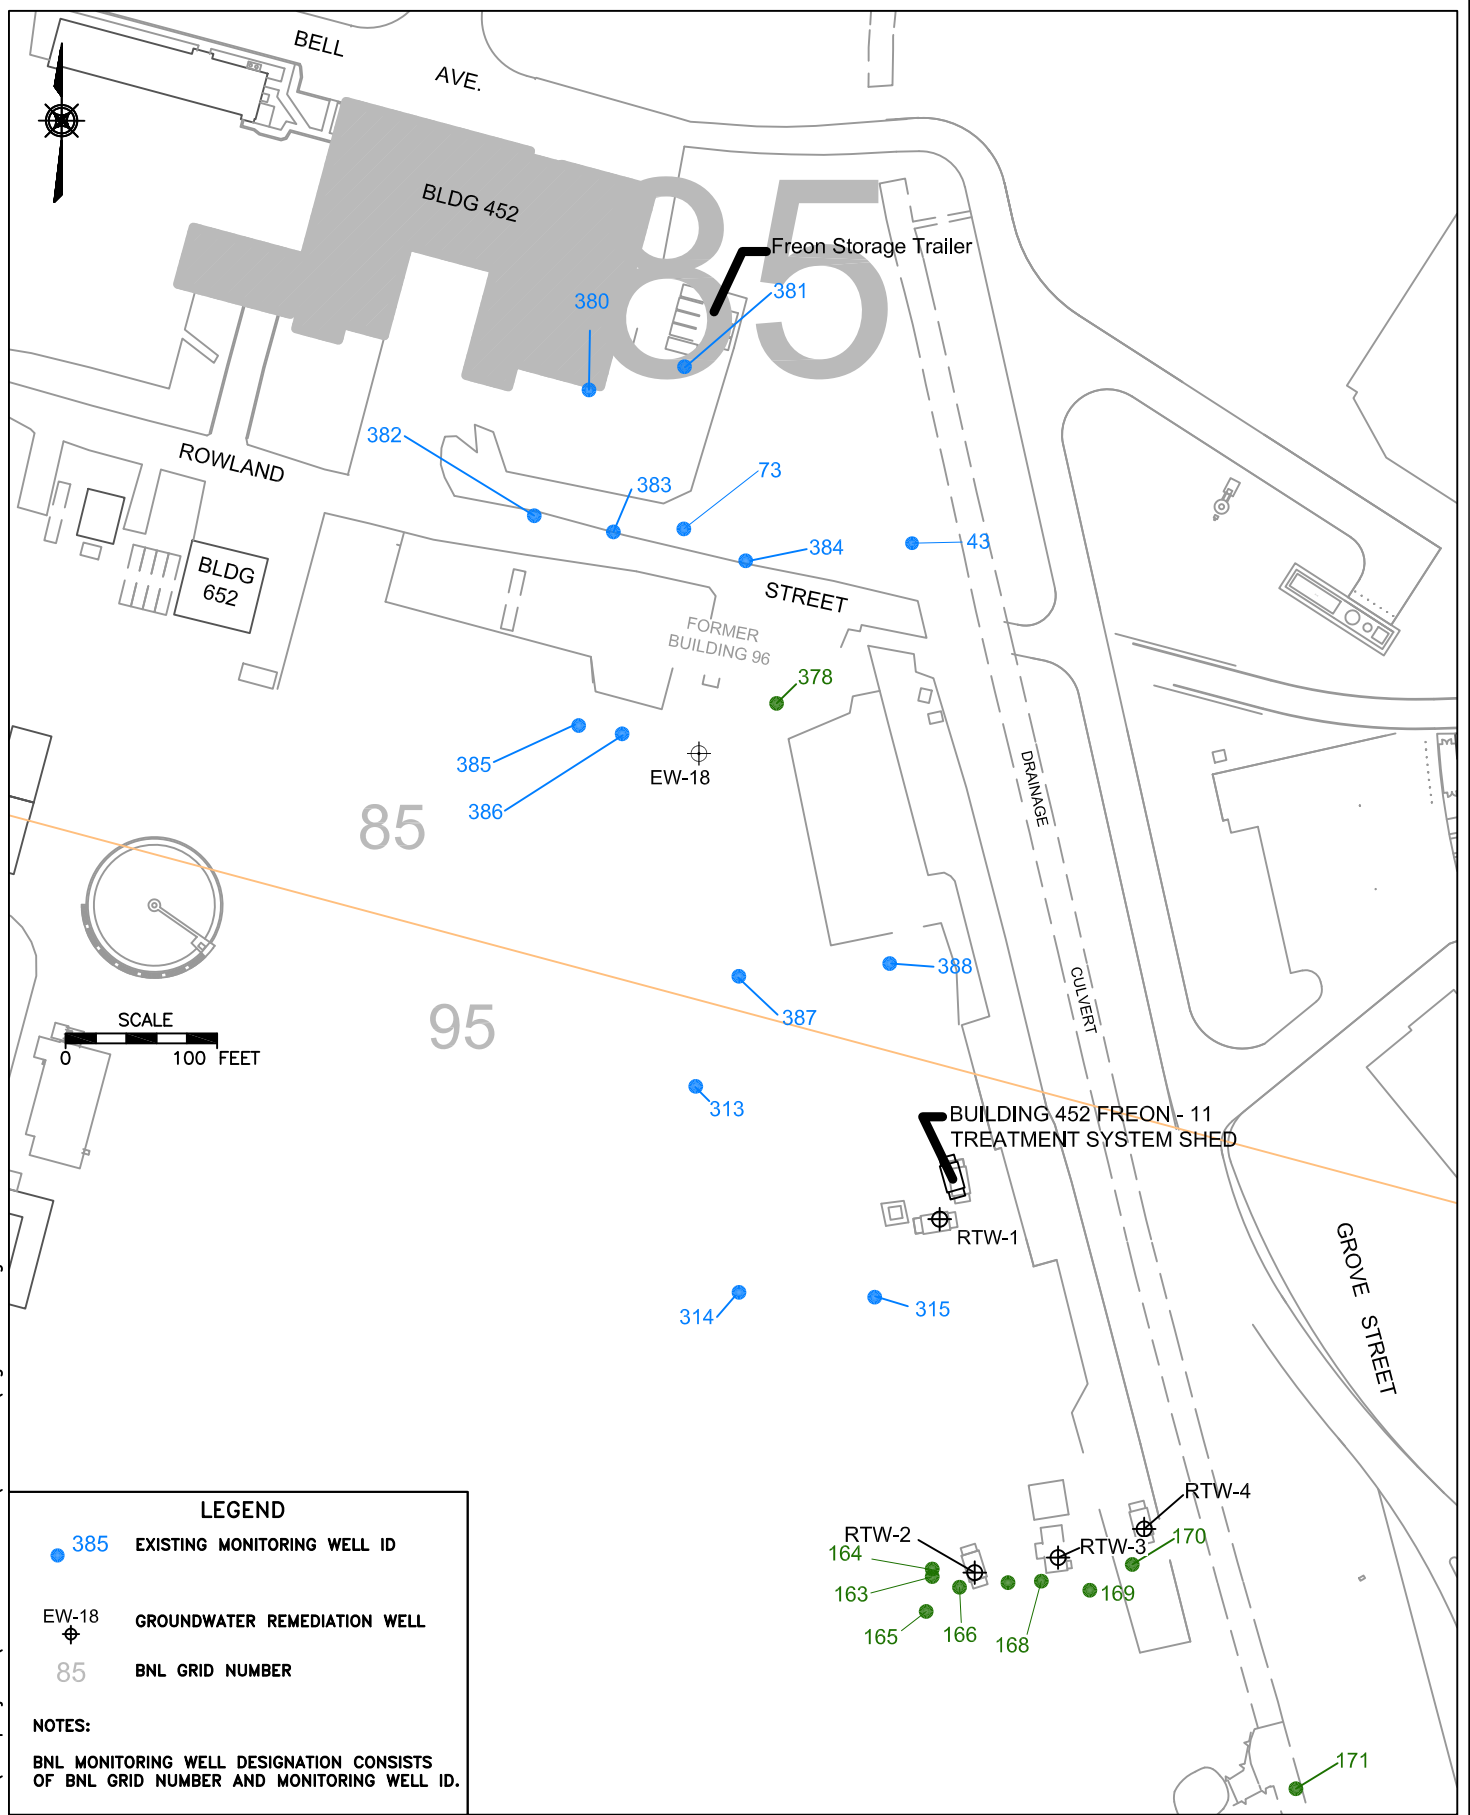 BELL
AVE.
BLDG 452
85
Freon Storage Trailer
380
381
382
ROWLAND
383
73
384
43
BLDG
652
STREET
FORMER
BUILDING 96
378
385
EW-18
386
DRAINAGE
85
388
CULVERT
387
95
SCALE
0 100 FEET
313
BUILDING 452 FREON - 11
TREATMENT SYSTEM SHED
RTW-1
GROVE STREET
314
315
RTW-4
RTW-2
RTW-3
170
164
163
169
165
166
168
171
LEGEND
385 EXISTING MONITORING WELL ID
EW-18 GROUNDWATER REMEDIATION WELL
85 BNL GRID NUMBER
NOTES:
BNL MONITORING WELL DESIGNATION CONSISTS
OF BNL GRID NUMBER AND MONITORING WELL ID.